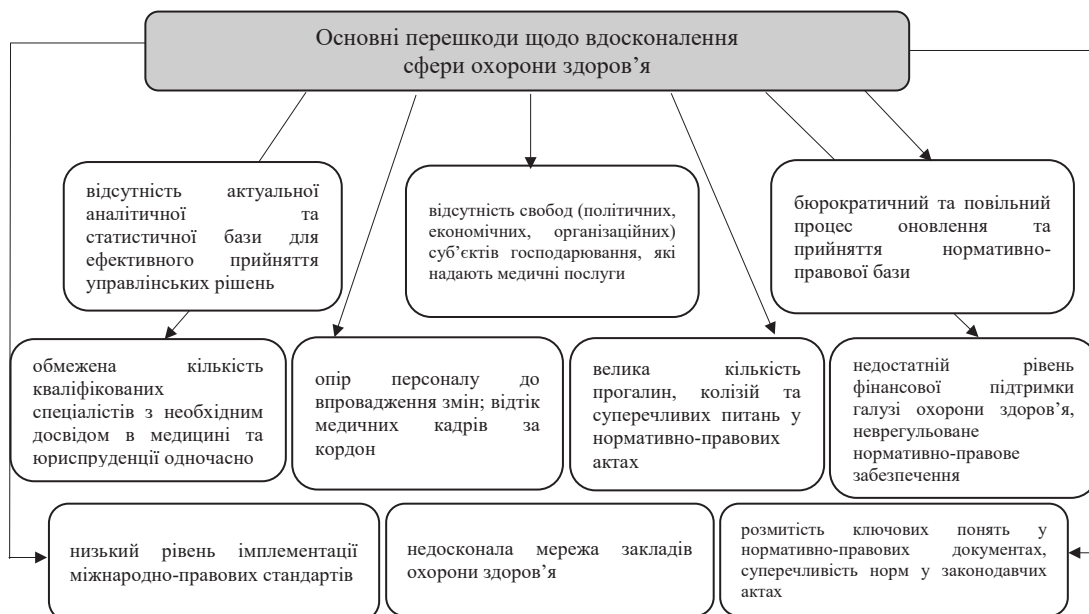 Основні перешкоди щодо вдосконалення
сфери охорони здоров’я
відсутність актуальної
аналітичної та
статистичної бази для
ефективного прийняття
управлінських рішень
відсутність свобод (політичних,
економічних, організаційних)
суб’єктів господарювання, які
надають медичні послуги
бюрократичний та повільний
процес оновлення та
прийняття нормативно-
правової бази
обмежена кількість
кваліфікованих
спеціалістів з необхідним
досвідом в медицині та
юриспруденції одночасно
опір персоналу до
впровадження змін; відтік
медичних кадрів за
кордон
велика кількість
прогалин, колізій та
суперечливих питань у
нормативно-правових
актах
недостатній рівень
фінансової підтримки
галузі охорони здоров’я,
неврегульоване
нормативно-правове
забезпечення
низький рівень імплементації
міжнародно-правових стандартів
недосконала мережа закладів
охорони здоров’я
розмитість ключових понять у
нормативно-правових документах,
суперечливість норм у законодавчих
актах